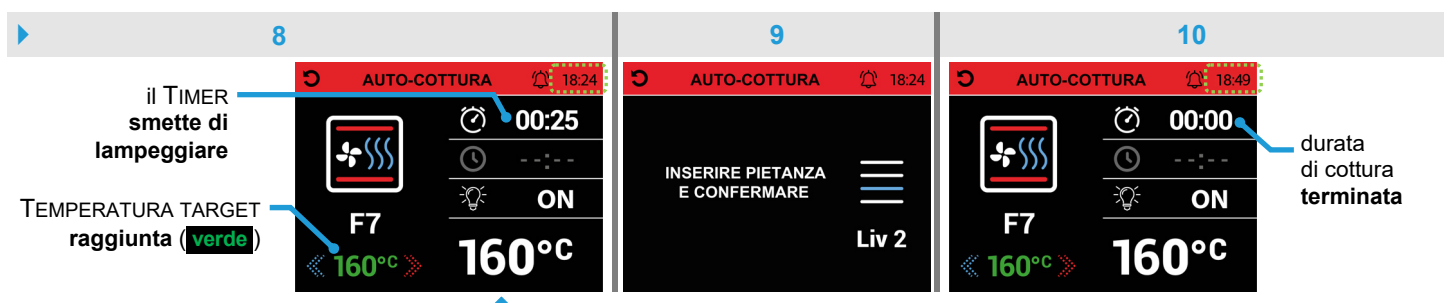 8
9
10
il TIMER
smette di
lampeggiare
TEMPERATURA TARGET
raggiunta (verde)
AUTO-COTTURA 18:24
00:25
--:--
ON
F7
160°C
160°C
AUTO-COTTURA 18:24
INSERIRE PIETANZA
E CONFERMARE
Liv 2
AUTO-COTTURA 18:49
00:00
--:--
ON
F7
160°C
160°C
durata
di cottura
terminata